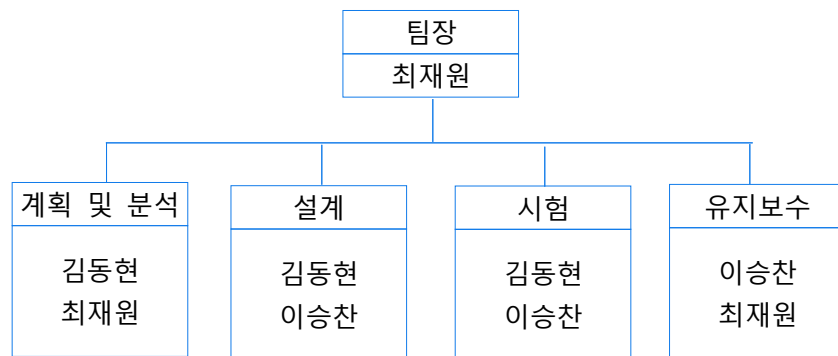 팀장
최재원
계획 및 분석
김동현
최재원
설계
김동현
이승찬
시험
김동현
이승찬
유지보수
이승찬
최재원